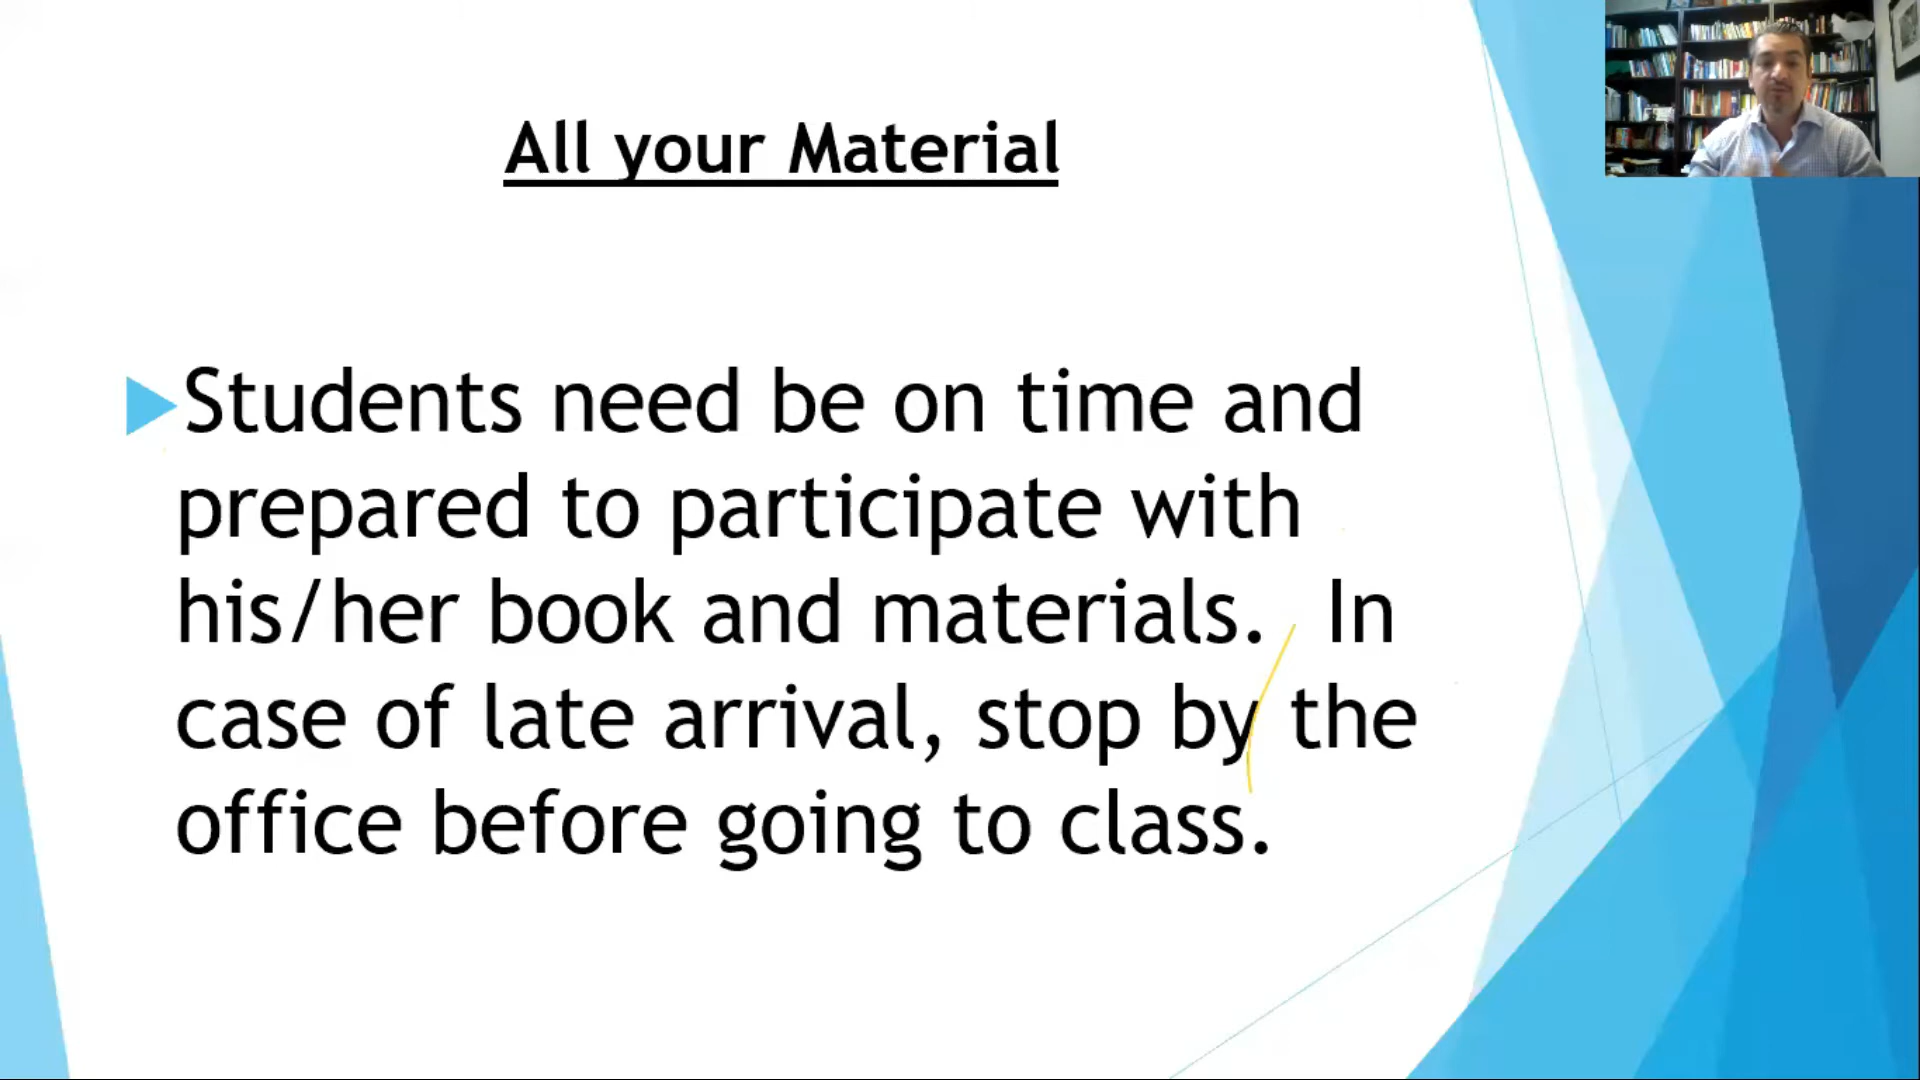 All your Material
Students need be on time and
prepared to participate with
his/her book and materials.  In
case of late arrival, stop by the
office before going to class.